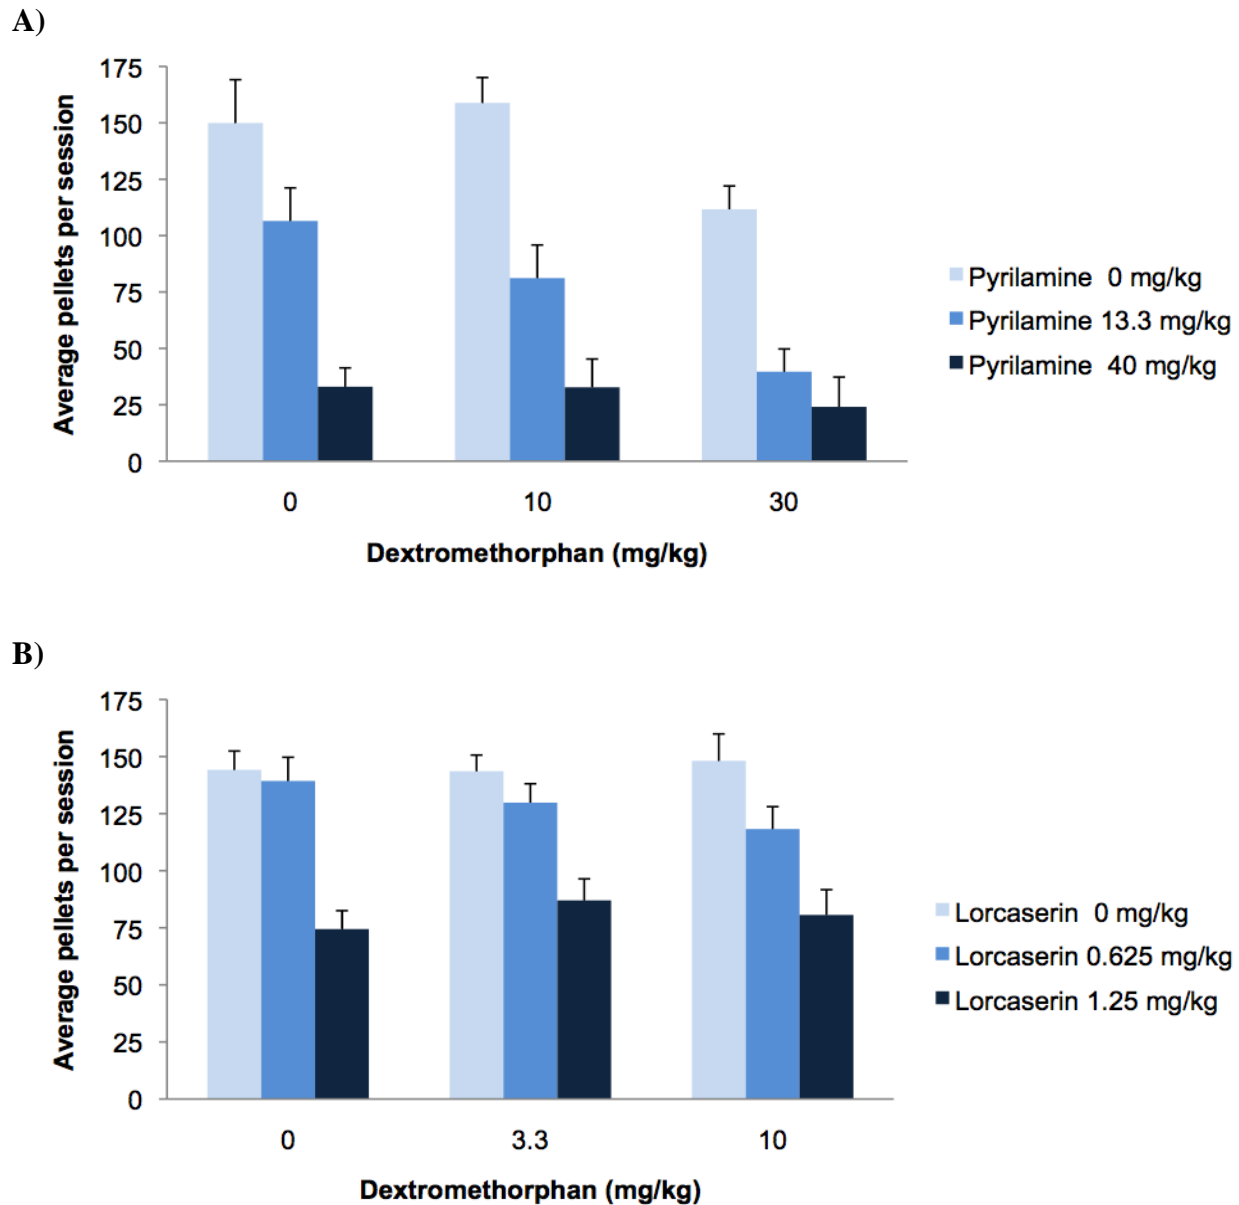 A)
175
150
125
100
75
50
25
0
Average pellets per session
0 10 30
Dextromethorphan (mg/kg)
Pyrilamine 0 mg/kg
Pyrilamine 13.3 mg/kg
Pyrilamine 40 mg/kg
B)
175
150
125
100
75
50
25
0
Average pellets per session
0 3.3 10
Dextromethorphan (mg/kg)
Lorcaserin 0 mg/kg
Lorcaserin 0.625 mg/kg
Lorcaserin 1.25 mg/kg